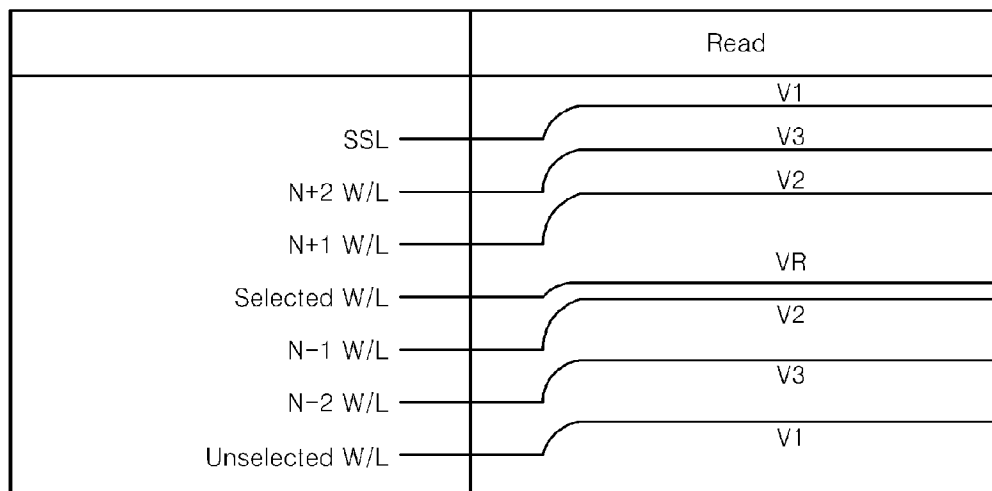 Read
V1
SSL
V3
N+2 W/L
V2
N+1 W/L
VR
Selected W/L
V2
N-1 W/L
V3
N-2 W/L
V1
Unselected W/L